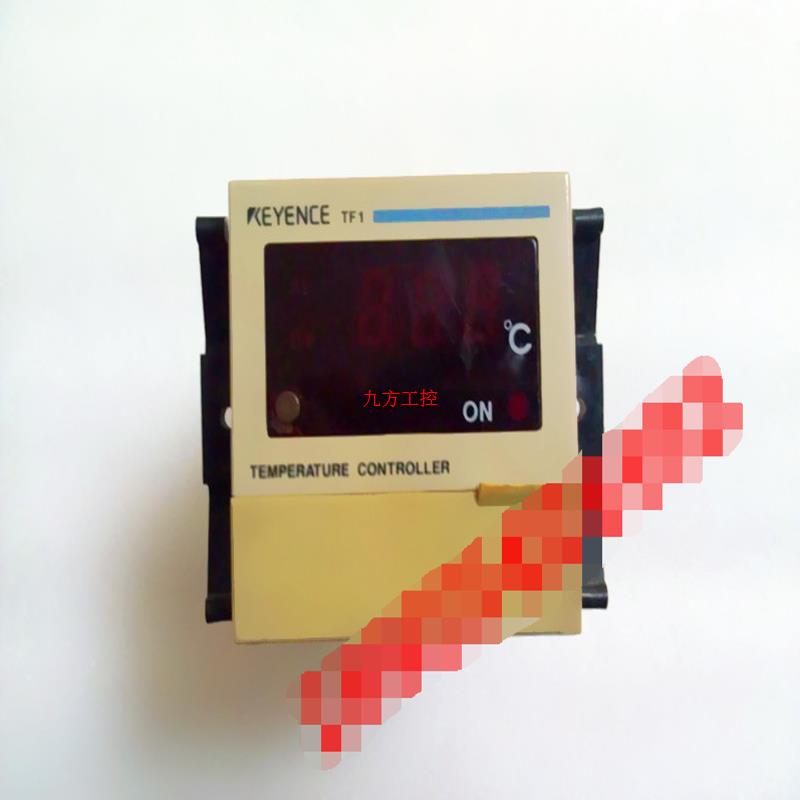 KEYENCE TF1
℃
九方工控
ON
TEMPERATURE CONTROLLER